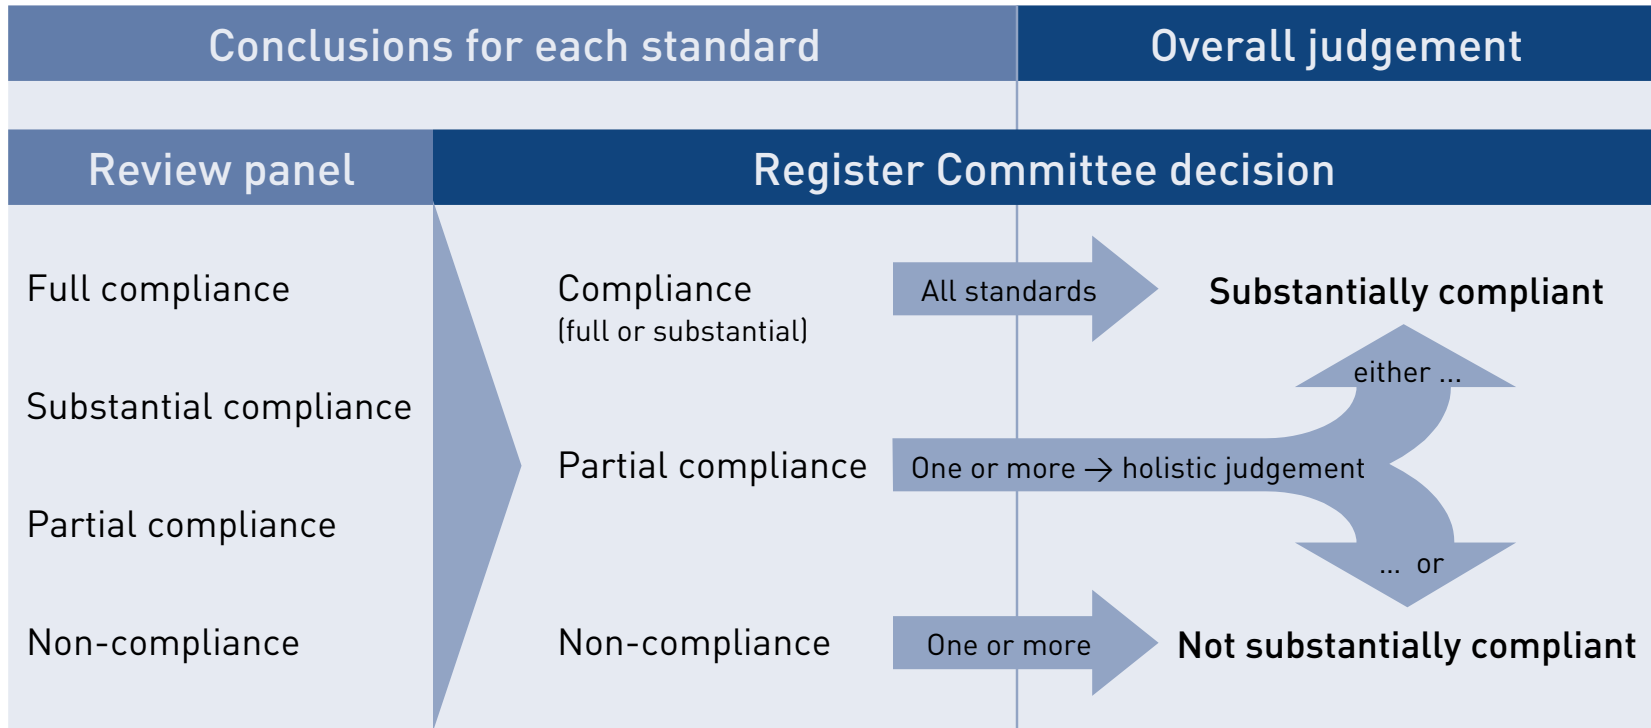 Conclusions for each standard
Overall judgement
Review panel
Register Committee decision
Full compliance
Substantial compliance
Partial compliance
Non-compliance
Compliance
(full or substantial)
All standards
Substantially compliant
either ...
Partial compliance
One or more → holistic judgement
... or
Non-compliance
One or more
Not substantially compliant